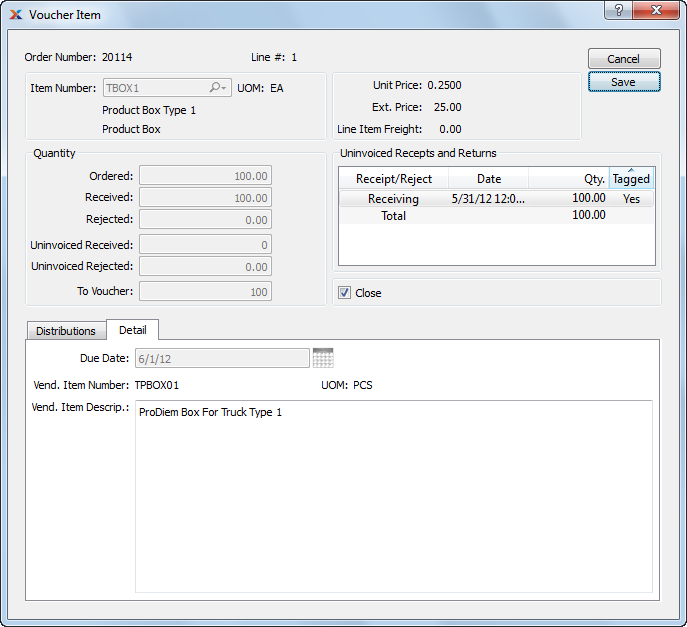 Voucher Item
?
X
Order Number: 20114 Line #: 1
Cancel
Save
Item Number: TBOX1 UOM: EA
Product Box Type 1
Product Box
Unit Price: 0.2500
Ext. Price: 25.00
Line Item Freight: 0.00
Quantity
Ordered: 100.00
Received: 100.00
Rejected: 0.00
Uninvoiced Received: 0
Uninvoiced Rejected: 0.00
To Voucher: 100
Uninvoiced Recepts and Returns
Receipt/Reject Date Qty. Tagged
Receiving 5/31/12 12:0... 100.00 Yes
Total 100.00
Close
Distributions Detail
Due Date: 6/1/12
Vend. Item Number: TPBOX01 UOM: PCS
Vend. Item Descrip.: ProDiem Box For Truck Type 1